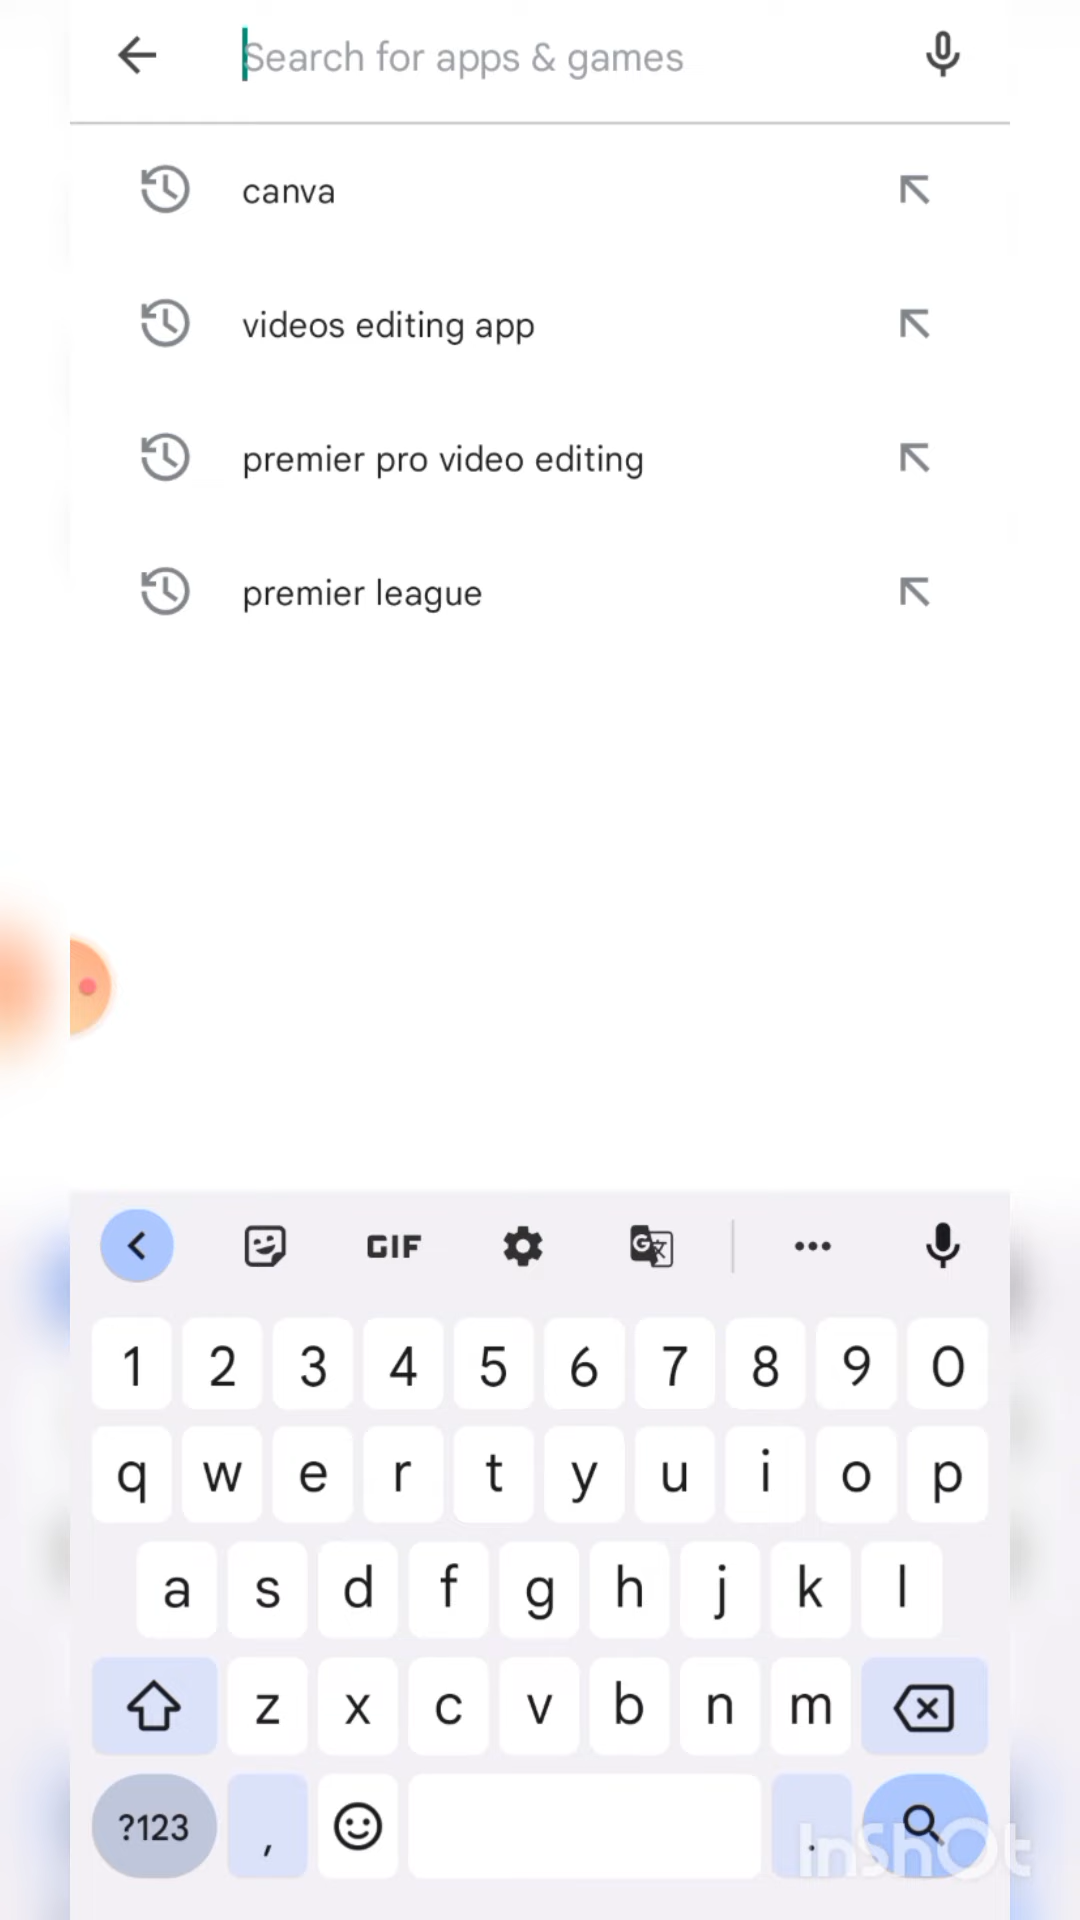 Search for apps & games
canva
videos editing app
premier pro video editing
premier league
GIF
1 2 3 4 5 6 7 8 9 0
q w e r t y u i o p
a s d f g h j k l
z x c v b n m
?123 , .
InShOt